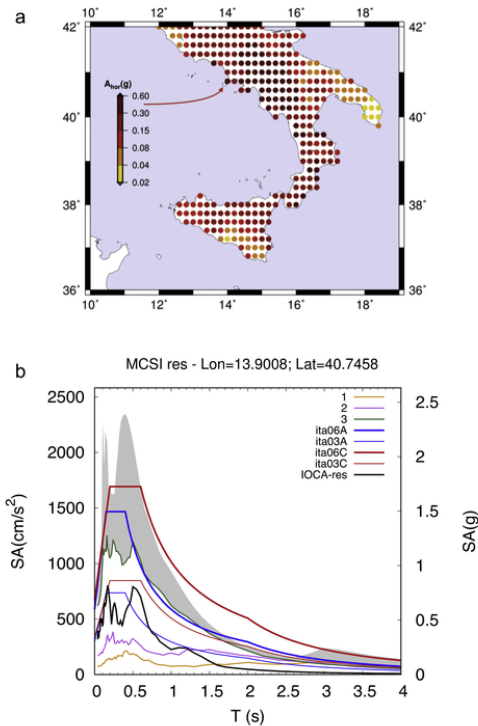 a
42˚
40˚
38˚
36˚
10˚ 12˚ 14˚ 16˚ 18˚
42˚
40˚
38˚
36˚
10˚ 12˚ 14˚ 16˚ 18˚
Ahor(g)
0.60
0.30
0.15
0.08
0.04
0.02
b
MCSI res - Lon=13.9008; Lat=40.7458
SA(cm/s²)
2500
2000
1500
1000
500
0
1
2
3
ita06A
ita03A
ita06C
ita03C
IOCA-res
2.5
2
1.5
1
0.5
0
SA(g)
0 0.5 1 1.5 2 2.5 3 3.5 4
T (s)